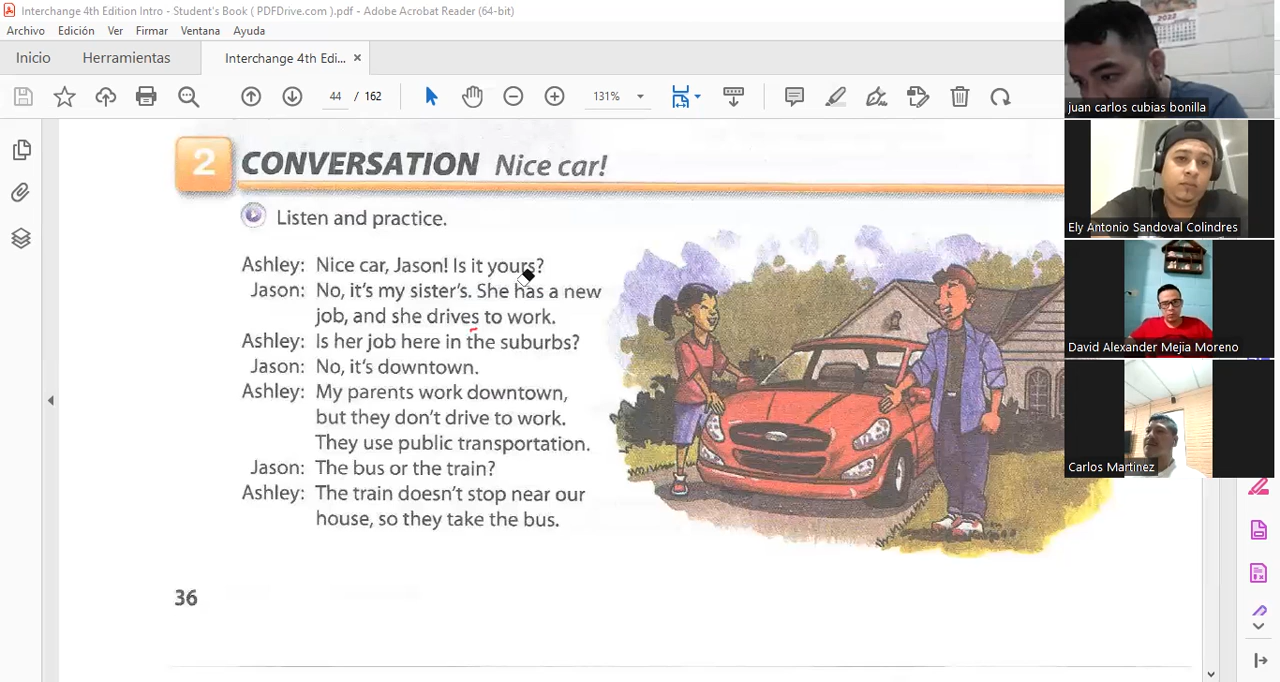 Interchange 4th Edition Intro - Student's Book ( PDFDrive.com ).pdf - Adobe Acrobat Reader (64-bit)
Archivo Edición Ver Firmar Ventana Ayuda
Inicio Herramientas Interchange 4th Edi... ×
44 / 162 131%
2 CONVERSATION Nice car!
Listen and practice.
Ashley: Nice car, Jason! Is it yours?
Jason: No, it's my sister's. She has a new
job, and she drives to work.
Ashley: Is her job here in the suburbs?
Jason: No, it's downtown.
Ashley: My parents work downtown,
but they don't drive to work.
They use public transportation.
Jason: The bus or the train?
Ashley: The train doesn't stop near our
house, so they take the bus.
36
2022
juan carlos cubias bonilla
Ely Antonio Sandoval Colindres
David Alexander Mejia Moreno
Carlos Martinez